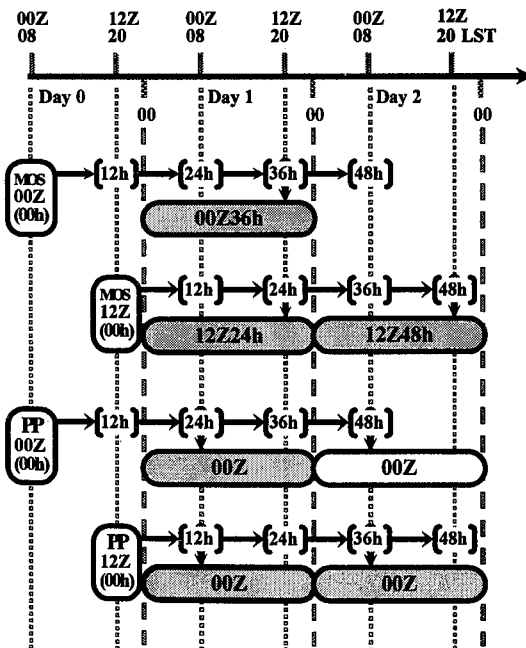 00Z 12Z 00Z 12Z 00Z 12Z
08 20 08 20 08 20 LST
Day 0 Day 1 Day 2
00 00 00
MOS
00Z
(00h)
12h 24h 36h 48h
00Z36h
MOS
12Z
(00h)
12h 24h 36h 48h
12Z24h 12Z48h
PP
00Z
(00h)
12h 24h 36h 48h
00Z 00Z
PP
12Z
(00h)
12h 24h 36h 48h
00Z 00Z